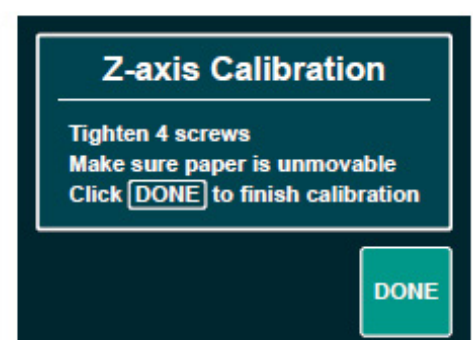 Z-axis Calibration
Tighten 4 screws
Make sure paper is unmovable
Click DONE to finish calibration
DONE